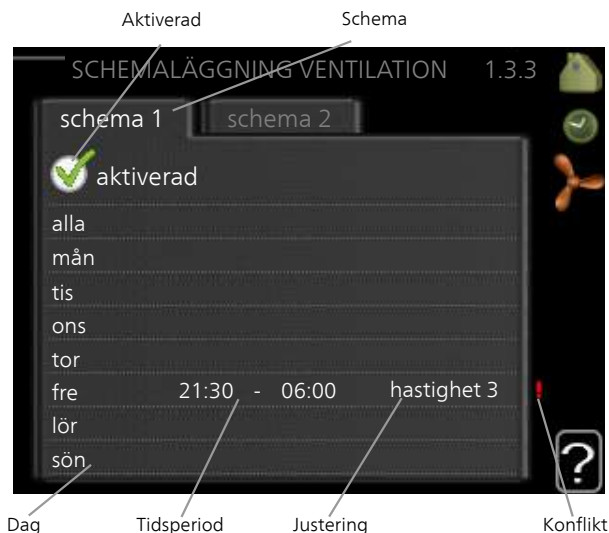 Aktiverad Schema
SCHEMALÄGGNING VENTILATION 1.3.3
schema 1 schema 2
aktiverad
alla
mån
tis
ons
tor
fre 21:30 - 06:00 hastighet 3 !
lör
sön
?
Dag Tidsperiod Justering Konflikt